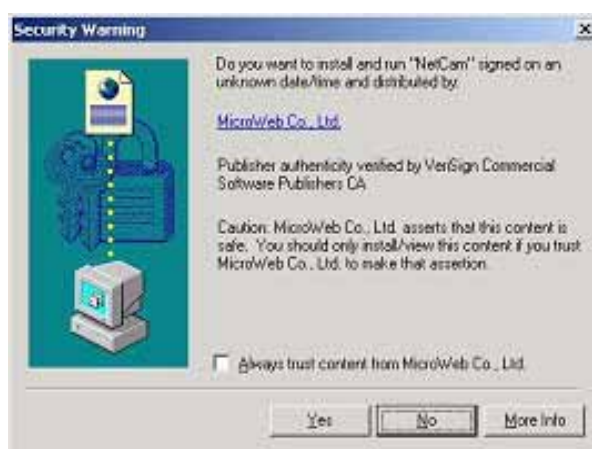 Security Warning
Do you want to install and run "NetCam" signed on an
unknown date/time and distributed by:
MicroWeb Co., Ltd.
Publisher authenticity verified by VeriSign Commercial
Software Publishers CA
Caution: MicroWeb Co., Ltd. asserts that this content is
safe. You should only install/view this content if you trust
MicroWeb Co., Ltd. to make that assertion.
Always trust content from MicroWeb Co., Ltd.
Yes
No
More Info